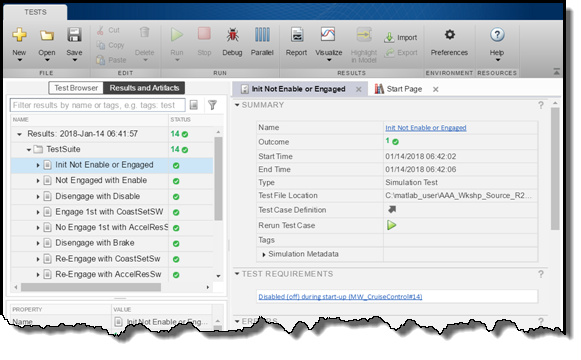 TESTS
New
Open
Save
Cut
Copy
Paste
Delete
Run
Stop
Debug
Parallel
Report
Visualize
Highlight in Model
Import
Export
Preferences
Help
FILE
EDIT
RUN
RESULTS
ENVIRONMENT
RESOURCES
Test Browser
Results and Artifacts
Filter results by name or tags, e.g. tags: test
NAME
STATUS
Results: 2018-Jan-14 06:41:57
14
TestSuite
14
Init Not Enable or Engaged
Not Engaged with Enable
Disengage with Disable
Engage 1st with CoastSetSW
No Engage 1st with AccelResS
Disengage with Brake
Re-Engage with CoastSetSw
Re-Engage with AccelResSw
PROPERTY
VALUE
Name
Init Not Enable or Eng...
Init Not Enable or Engaged
Start Page
SUMMARY
?
Name
Init Not Enable or Engaged
Outcome
1
Start Time
01/14/2018 06:42:02
End Time
01/14/2018 06:42:06
Type
Simulation Test
Test File Location
C:\matlab_user\AAA_Wkshp_Source_R2...
Test Case Definition
Rerun Test Case
Tags
Simulation Metadata
TEST REQUIREMENTS
?
Disabled (off) during start-up (MW_CruiseControl#14)
ERRORS
?